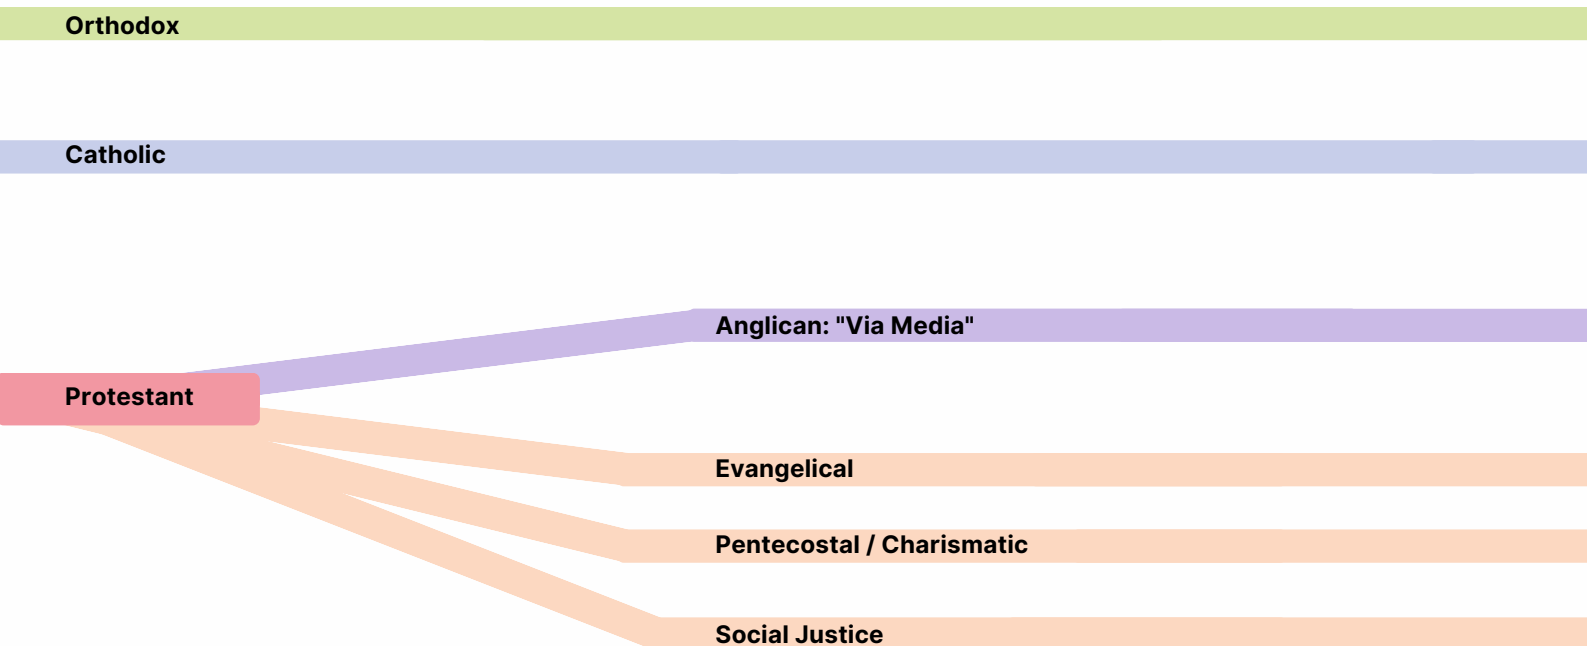 Orthodox
Catholic
Anglican: "Via Media"
Protestant
Evangelical
Pentecostal / Charismatic
Social Justice